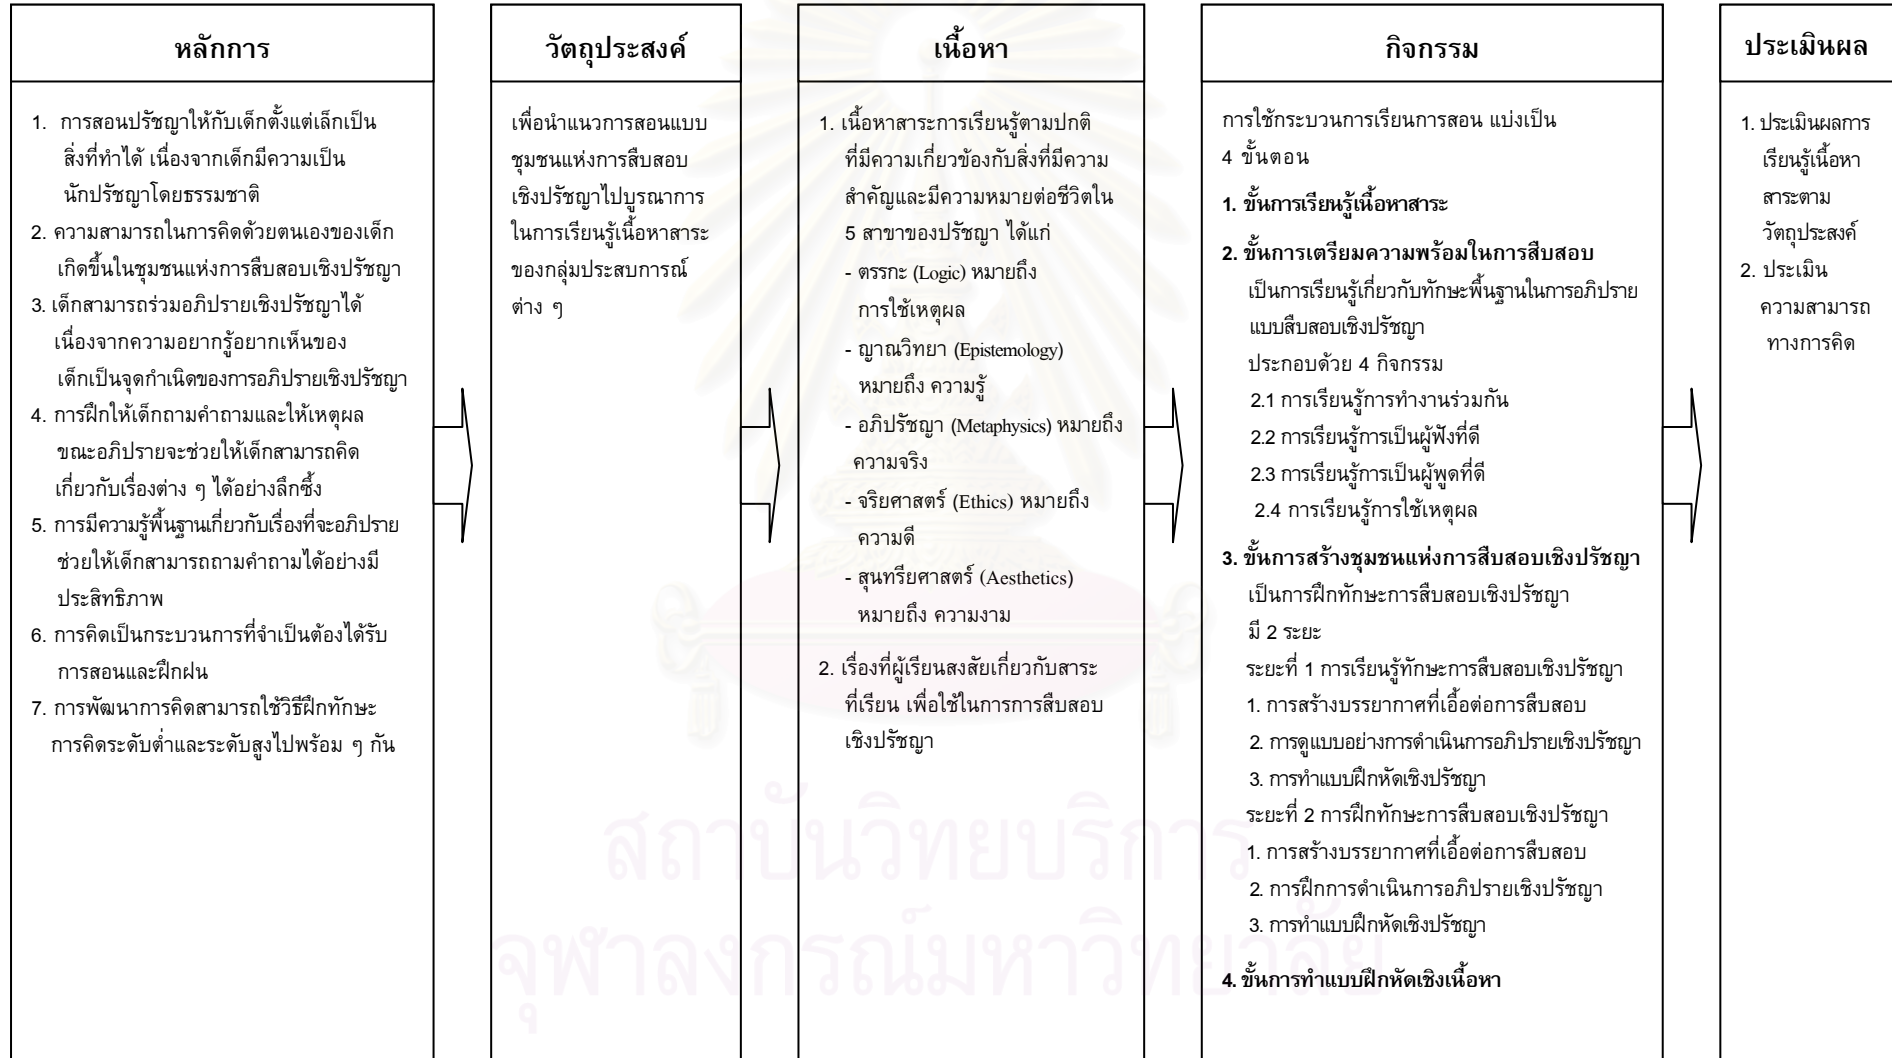 หลักการ
1. การสอนปรัชญาให้กับเด็กตั้งแต่เล็กเป็น
สิ่งที่ทำได้ เนื่องจากเด็กมีความเป็น
นักปรัชญาโดยธรรมชาติ
2. ความสามารถในการคิดด้วยตนเองของเด็ก
เกิดขึ้นในชุมชนแห่งการสืบสอบเชิงปรัชญา
3. เด็กสามารถร่วมอภิปรายเชิงปรัชญาได้
เนื่องจากความอยากรู้อยากเห็นของ
เด็กเป็นจุดกำเนิดของการอภิปรายเชิงปรัชญา
4. การฝึกให้เด็กถามคำถามและให้เหตุผล
ขณะอภิปรายจะช่วยให้เด็กสามารถคิด
เกี่ยวกับเรื่องต่าง ๆ ได้อย่างลึกซึ้ง
5. การมีความรู้พื้นฐานเกี่ยวกับเรื่องที่จะอภิปราย
ช่วยให้เด็กสามารถถามคำถามได้อย่างมี
ประสิทธิภาพ
6. การคิดเป็นกระบวนการที่จำเป็นต้องได้รับ
การสอนและฝึกฝน
7. การพัฒนาการคิดสามารถใช้วิธีฝึกทักษะ
การคิดระดับต่ำและระดับสูงไปพร้อม ๆ กัน
วัตถุประสงค์
เพื่อนำแนวการสอนแบบ
ชุมชนแห่งการสืบสอบ
เชิงปรัชญาไปบูรณาการ
ในการเรียนรู้เนื้อหาสาระ
ของกลุ่มประสบการณ์
ต่าง ๆ
เนื้อหา
1. เนื้อหาสาระการเรียนรู้ตามปกติ
ที่มีความเกี่ยวข้องกับสิ่งที่มีความ
สำคัญและมีความหมายต่อชีวิตใน
5 สาขาของปรัชญา ได้แก่
- ตรรกะ (Logic) หมายถึง
การใช้เหตุผล
- ญาณวิทยา (Epistemology)
หมายถึง ความรู้
- อภิปรัชญา (Metaphysics) หมายถึง
ความจริง
- จริยศาสตร์ (Ethics) หมายถึง
ความดี
- สุนทรียศาสตร์ (Aesthetics)
หมายถึง ความงาม
2. เรื่องที่ผู้เรียนสงสัยเกี่ยวกับสาระ
ที่เรียน เพื่อใช้ในการการสืบสอบ
เชิงปรัชญา
กิจกรรม
การใช้กระบวนการเรียนการสอน แบ่งเป็น
4 ขั้นตอน
1. ขั้นการเรียนรู้เนื้อหาสาระ
2. ขั้นการเตรียมความพร้อมในการสืบสอบ
เป็นการเรียนรู้เกี่ยวกับทักษะพื้นฐานในการอภิปราย
แบบสืบสอบเชิงปรัชญา
ประกอบด้วย 4 กิจกรรม
2.1 การเรียนรู้การทำงานร่วมกัน
2.2 การเรียนรู้การเป็นผู้ฟังที่ดี
2.3 การเรียนรู้การเป็นผู้พูดที่ดี
2.4 การเรียนรู้การใช้เหตุผล
3. ขั้นการสร้างชุมชนแห่งการสืบสอบเชิงปรัชญา
เป็นการฝึกทักษะการสืบสอบเชิงปรัชญา
มี 2 ระยะ
ระยะที่ 1 การเรียนรู้ทักษะการสืบสอบเชิงปรัชญา
1. การสร้างบรรยากาศที่เอื้อต่อการสืบสอบ
2. การดูแบบอย่างการดำเนินการอภิปรายเชิงปรัชญา
3. การทำแบบฝึกหัดเชิงปรัชญา
ระยะที่ 2 การฝึกทักษะการสืบสอบเชิงปรัชญา
1. การสร้างบรรยากาศที่เอื้อต่อการสืบสอบ
2. การฝึกการดำเนินการอภิปรายเชิงปรัชญา
3. การทำแบบฝึกหัดเชิงปรัชญา
4. ขั้นการทำแบบฝึกหัดเชิงเนื้อหา
ประเมินผล
1. ประเมินผลการ
เรียนรู้เนื้อหา
สาระตาม
วัตถุประสงค์
2. ประเมิน
ความสามารถ
ทางการคิด
สถาบันวิทยบริการ
จุฬาลงกรณ์มหาวิทยาลัย